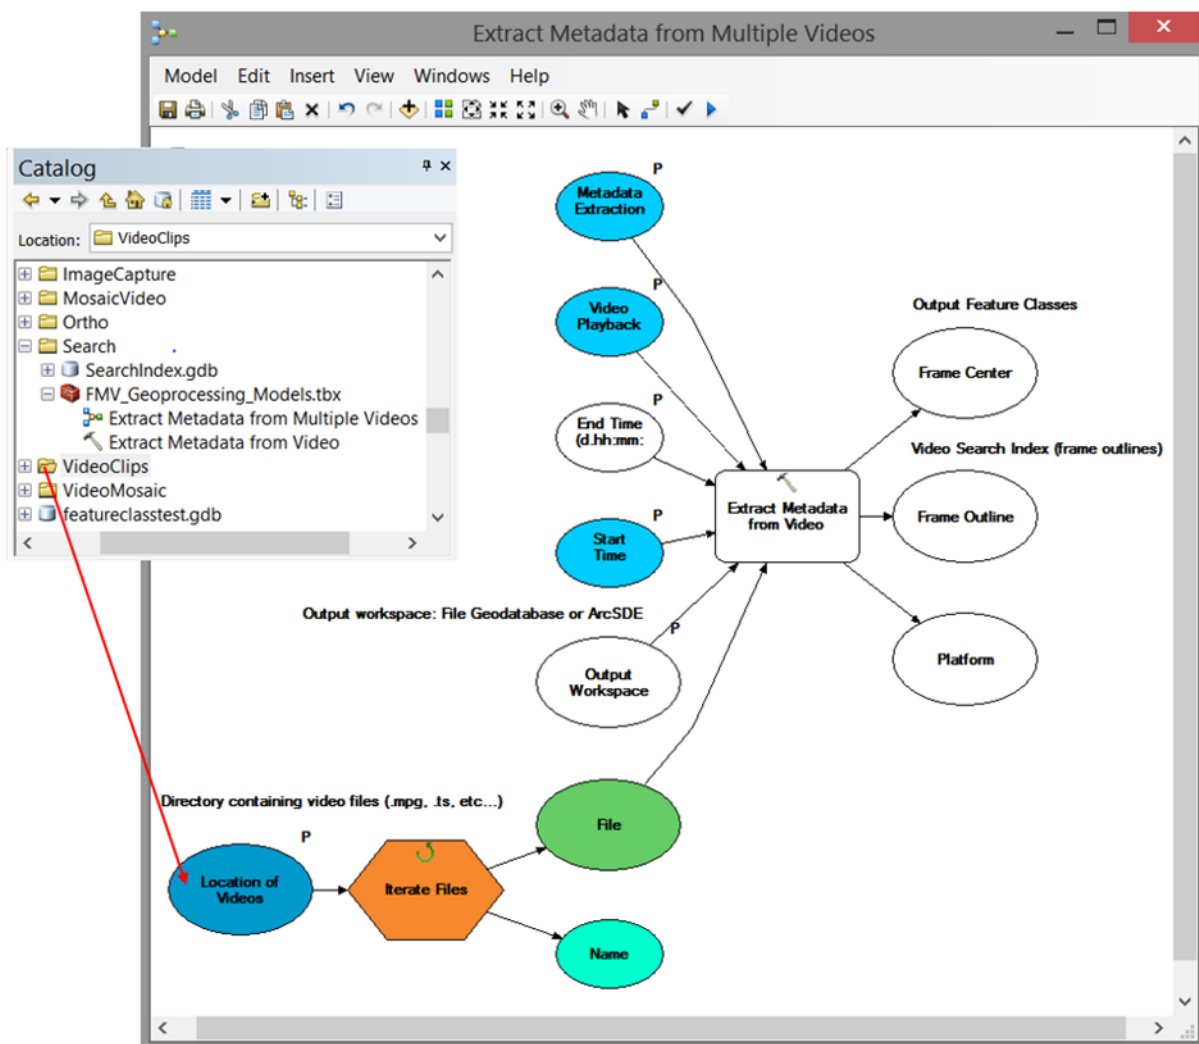 Extract Metadata from Multiple Videos
Model Edit Insert View Windows Help
Catalog
Location: VideoClips
ImageCapture
MosaicVideo
Ortho
Search
SearchIndex.gdb
FMV_Geoprocessing_Models.tbx
Extract Metadata from Multiple Videos
Extract Metadata from Video
VideoClips
VideoMosaic
featureclasstest.gdb
P
Metadata
Extraction
P
Video
Playback
P
End Time
(d.hh:mm:
P
Start
Time
Output workspace: File Geodatabase or ArcSDE
P
Output
Workspace
Extract Metadata
from Video
Output Feature Classes
Frame Center
Video Search Index (frame outlines)
Frame Outline
Platform
Directory containing video files (.mpg, .ts, etc...)
P
Location of
Videos
Iterate Files
File
Name